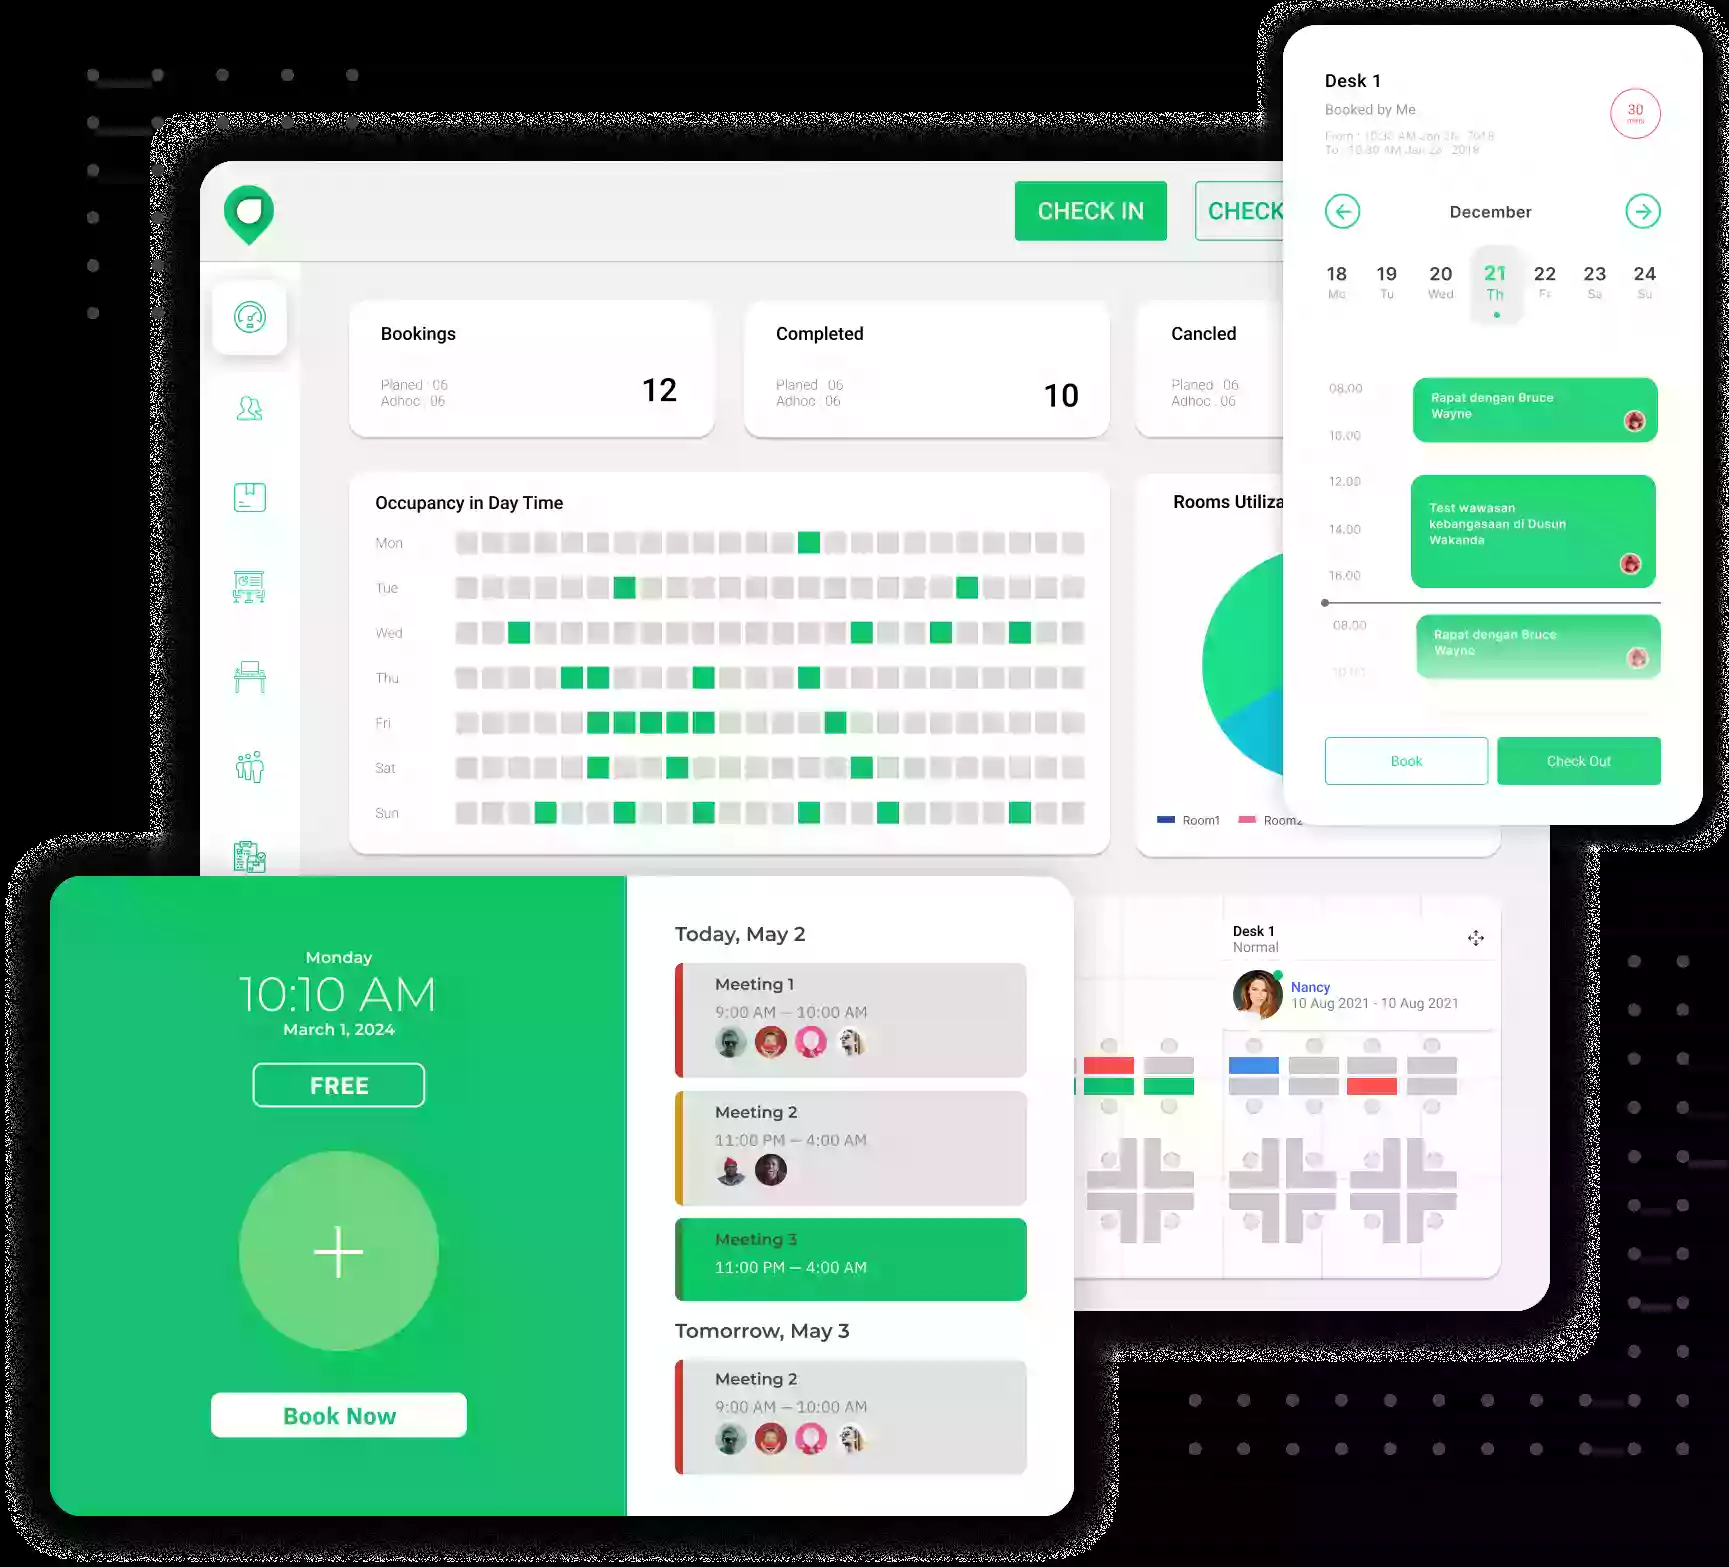 CHECK IN
CHECK
Bookings
Planed : 06
Adhoc : 06
12
Completed
Planed : 06
Adhoc : 06
10
Cancled
Planed : 06
Adhoc : 06
Occupancy in Day Time
Mon
Tue
Wed
Thu
Fri
Sat
Sun
Rooms Utiliza
Room1
Room2
Desk 1
Booked by Me
30
mins
December
18
19
20
21
22
23
24
Mo
Tu
Wed
Th
Fr
Sa
Su
08.00
10.00
12.00
14.00
16.00
Rapat dengan Bruce
Wayne
Test wawasan
kebangasaan di Dusun
Wakanda
08.00
10.00
Rapat dengan Bruce
Wayne
Book
Check Out
Monday
10:10 AM
March 1, 2024
FREE
Book Now
Today, May 2
Meeting 1
9:00 AM — 10:00 AM
Meeting 2
11:00 PM — 4:00 AM
Meeting 3
11:00 PM — 4:00 AM
Tomorrow, May 3
Meeting 2
9:00 AM — 10:00 AM
Desk 1
Normal
Nancy
10 Aug 2021 - 10 Aug 2021